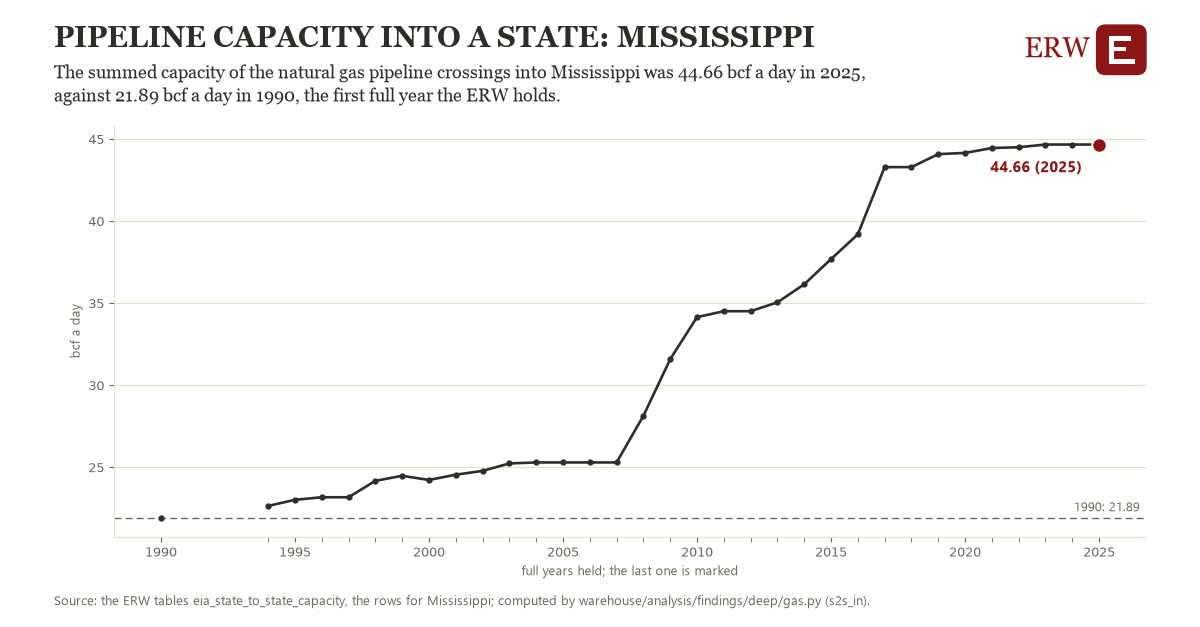 PIPELINE CAPACITY INTO A STATE: MISSISSIPPI
ERW E
The summed capacity of the natural gas pipeline crossings into Mississippi was 44.66 bcf a day in 2025,
against 21.89 bcf a day in 1990, the first full year the ERW holds.
45
40
35
30
25
bcf a day
44.66 (2025)
1990: 21.89
1990 1995 2000 2005 2010 2015 2020 2025
full years held; the last one is marked
Source: the ERW tables eia_state_to_state_capacity, the rows for Mississippi; computed by warehouse/analysis/findings/deep/gas.py (s2s_in).